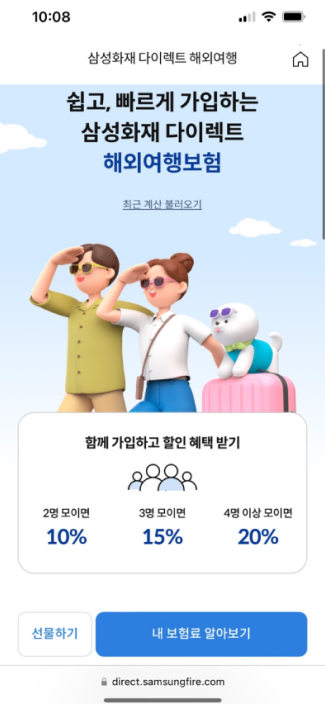 10:08
삼성화재 다이렉트 해외여행
쉽고, 빠르게 가입하는
삼성화재 다이렉트
해외여행보험
최근 계산 불러오기
함께 가입하고 할인 혜택 받기
2명 모이면 3명 모이면 4명 이상 모이면
10% 15% 20%
선물하기 내 보험료 알아보기
direct.samsungfire.com